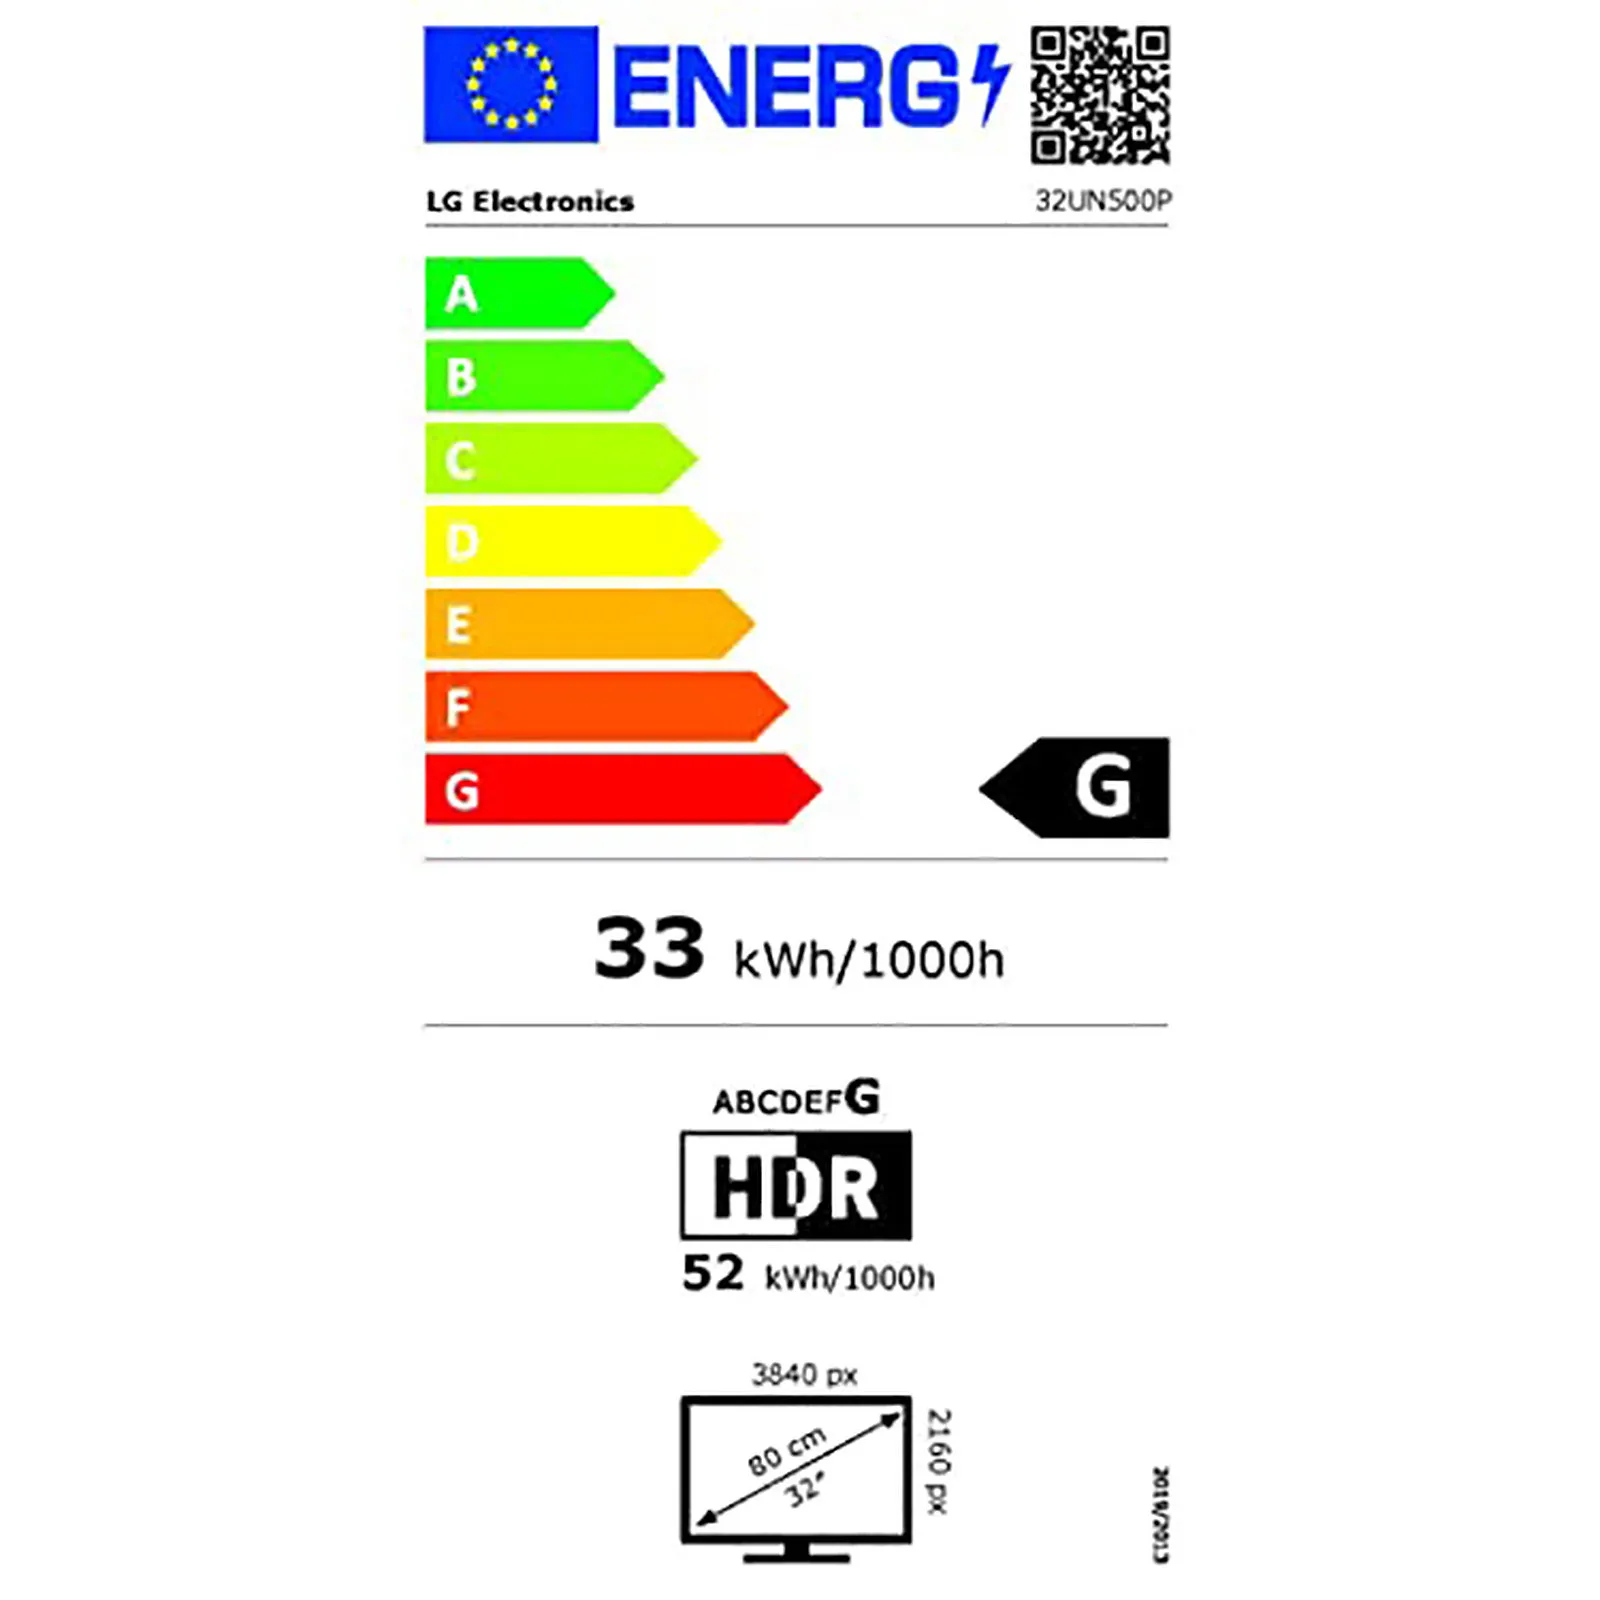 ENERG
LG Electronics
32UN500P
A
B
C
D
E
F
G
G
33 kWh/1000h
ABCDEFG
HDR
52 kWh/1000h
3840 px
80 cm
32"
2160 px
2019/2013